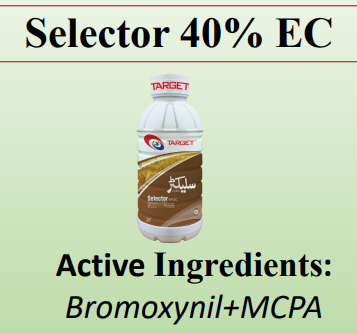 Selector 40% EC
TARGET
TARGET
سلیکٹر
Selector
Active Ingredients:
Bromoxynil+MCPA